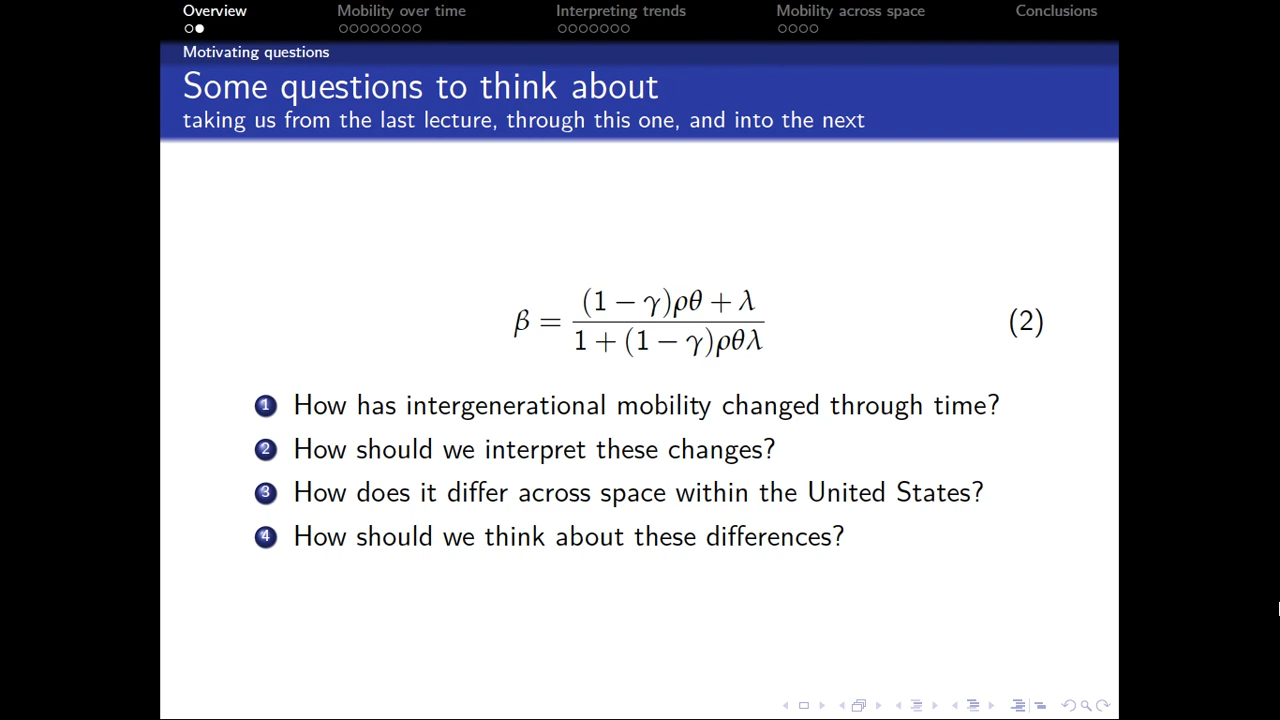 Overview Mobility over time Interpreting trends Mobility across space Conclusions
Motivating questions
Some questions to think about
taking us from the last lecture, through this one, and into the next
β = (1 − γ)ρθ + λ / 1 + (1 − γ)ρθλ (2)
1 How has intergenerational mobility changed through time?
2 How should we interpret these changes?
3 How does it differ across space within the United States?
4 How should we think about these differences?